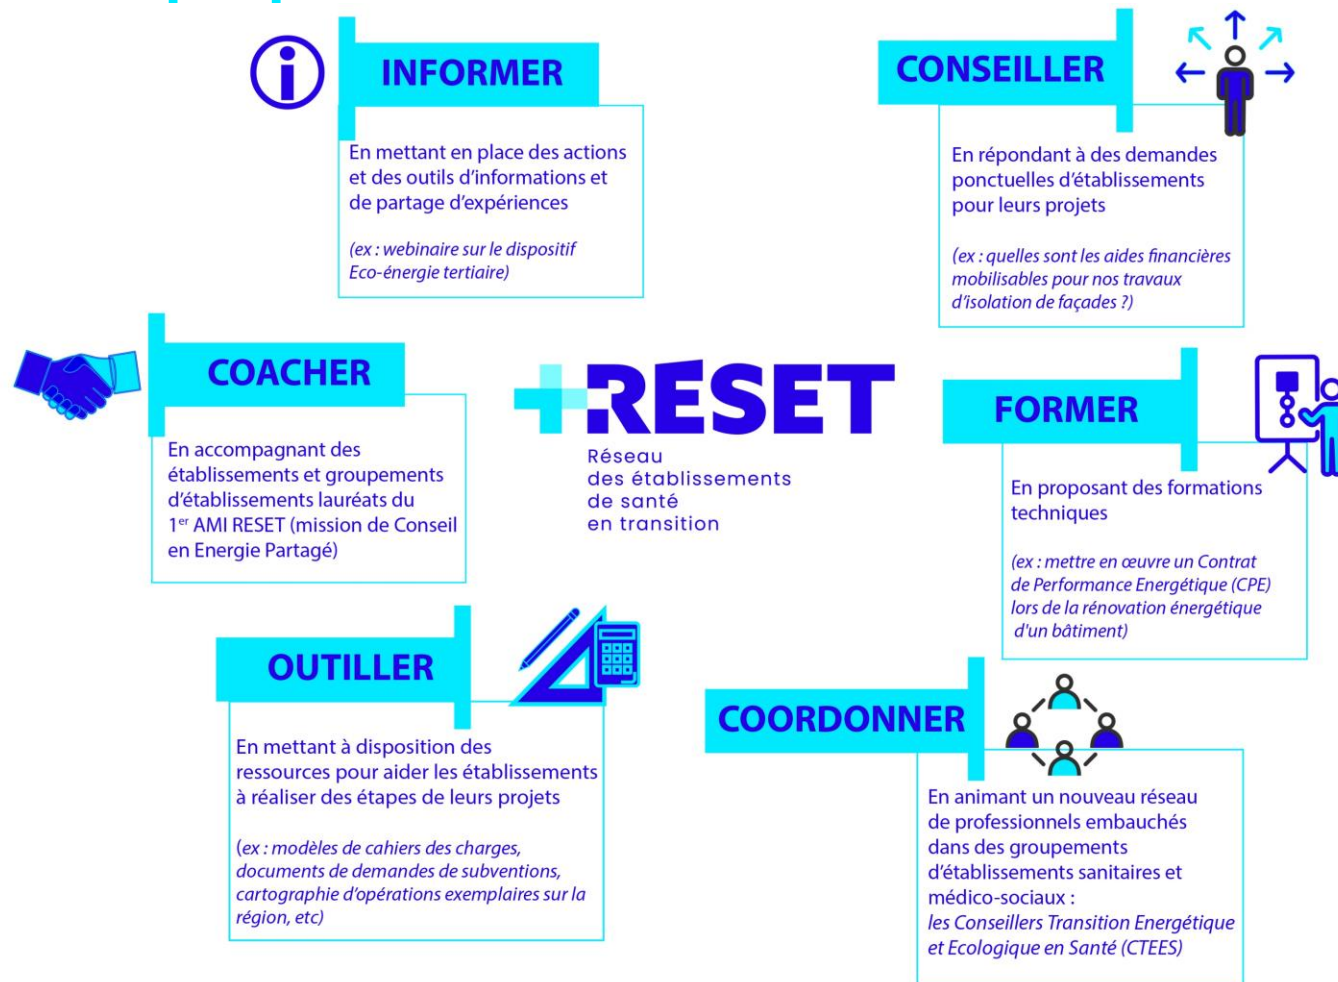 INFORMER
En mettant en place des actions
et des outils d'informations et
de partage d'expériences
(ex : webinaire sur le dispositif
Eco-énergie tertiaire)
CONSEILLER
En répondant à des demandes
ponctuelles d'établissements
pour leurs projets
(ex : quelles sont les aides financières
mobilisables pour nos travaux
d'isolation de façades ?)
COACHER
En accompagnant des
établissements et groupements
d'établissements lauréats du
1er AMI RESET (mission de Conseil
en Energie Partagé)
+RÉSET
Réseau
des établissements
de santé
en transition
FORMER
En proposant des formations
techniques
(ex : mettre en œuvre un Contrat
de Performance Energétique (CPE)
lors de la rénovation énergétique
d'un bâtiment)
OUTILLER
En mettant à disposition des
ressources pour aider les établissements
à réaliser des étapes de leurs projets
(ex : modèles de cahiers des charges,
documents de demandes de subventions,
cartographie d'opérations exemplaires sur la
région, etc)
COORDONNER
En animant un nouveau réseau
de professionnels embauchés
dans des groupements
d'établissements sanitaires et
médico-sociaux :
les Conseillers Transition Energétique
et Ecologique en Santé (CTEES)